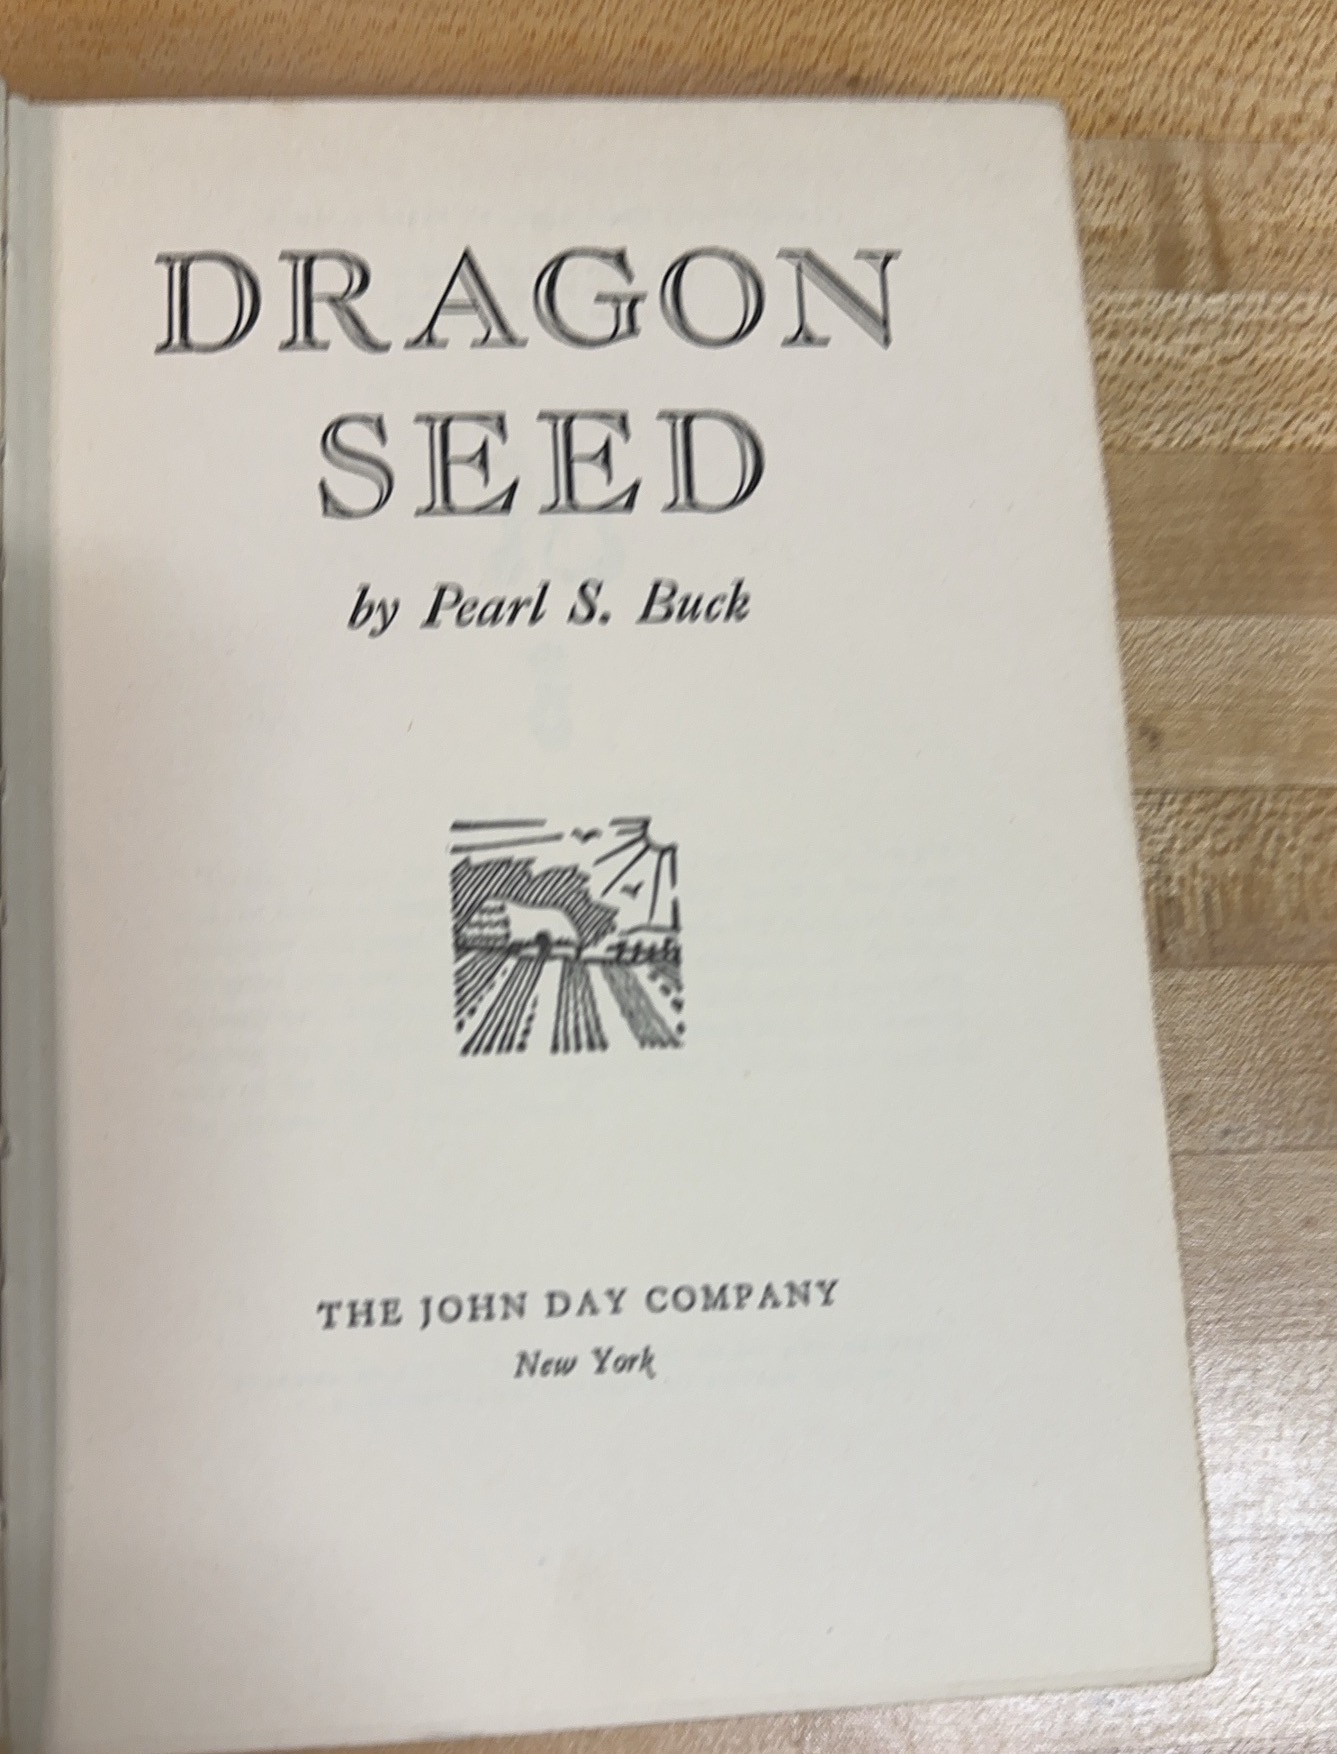 DRAGON
SEED
by Pearl S. Buck
THE JOHN DAY COMPANY
New York